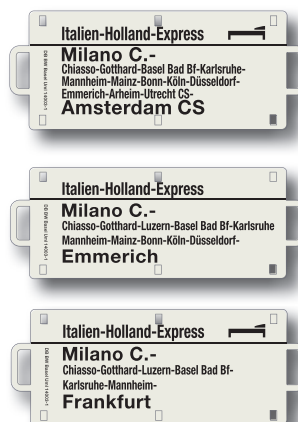 Italien-Holland-Express
Milano C.-
Chiasso-Gotthard-Basel Bad Bf-Karlsruhe-
Mannheim-Mainz-Bonn-Köln-Düsseldorf-
Emmerich-Arheim-Utrecht CS-
Amsterdam CS
Italien-Holland-Express
Milano C.-
Chiasso-Gotthard-Luzern-Basel Bad Bf-Karlsruhe
Mannheim-Mainz-Bonn-Köln-Düsseldorf-
Emmerich
Italien-Holland-Express
Milano C.-
Chiasso-Gotthard-Luzern-Basel Bad Bf-
Karlsruhe-Mannheim-
Frankfurt